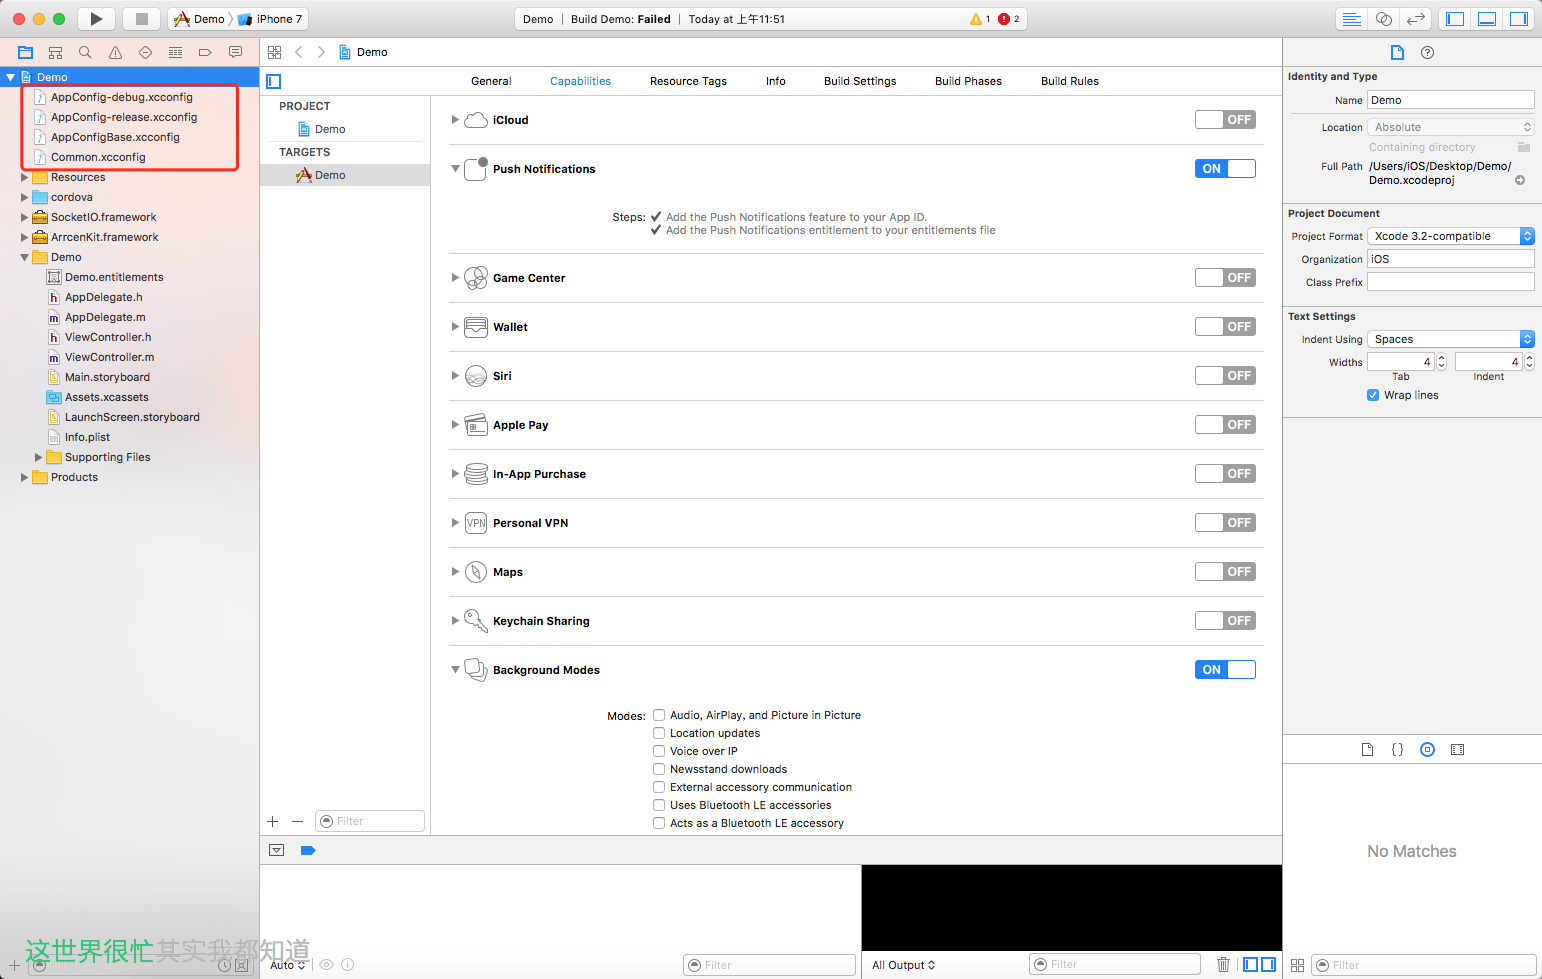 Demo
iPhone 7
Demo | Build Demo: Failed | Today at 上午11:51
1
2
Demo
Demo
AppConfig-debug.xcconfig
AppConfig-release.xcconfig
AppConfigBase.xcconfig
Common.xcconfig
Resources
cordova
SocketIO.framework
ArrcenKit.framework
Demo
Demo.entitlements
AppDelegate.h
AppDelegate.m
ViewController.h
ViewController.m
Main.storyboard
Assets.xcassets
LaunchScreen.storyboard
Info.plist
Supporting Files
Products
General
Capabilities
Resource Tags
Info
Build Settings
Build Phases
Build Rules
PROJECT
Demo
TARGETS
Demo
Filter
iCloud
OFF
Push Notifications
ON
Steps: ✔ Add the Push Notifications feature to your App ID.
✔ Add the Push Notifications entitlement to your entitlements file
Game Center
OFF
Wallet
OFF
Siri
OFF
Apple Pay
OFF
In-App Purchase
OFF
VPN
Personal VPN
OFF
Maps
OFF
Keychain Sharing
OFF
Background Modes
ON
Modes:
Audio, AirPlay, and Picture in Picture
Location updates
Voice over IP
Newsstand downloads
External accessory communication
Uses Bluetooth LE accessories
Acts as a Bluetooth LE accessory
Identity and Type
Name Demo
Location Absolute
Containing directory
Full Path /Users/iOS/Desktop/Demo/
Demo.xcodeproj
Project Document
Project Format Xcode 3.2-compatible
Organization iOS
Class Prefix
Text Settings
Indent Using Spaces
Widths 4 4
Tab Indent
Wrap lines
No Matches
这世界很忙其实我都知道
Auto
Filter
All Output
Filter
Filter